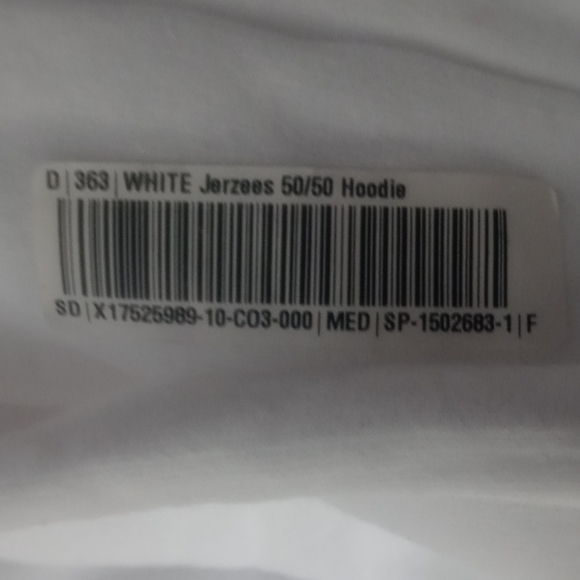 D | 363 | WHITE Jerzees 50/50 Hoodie
SD | X17525989-10-CO3-000 | MED | SP-1502683-1 | F